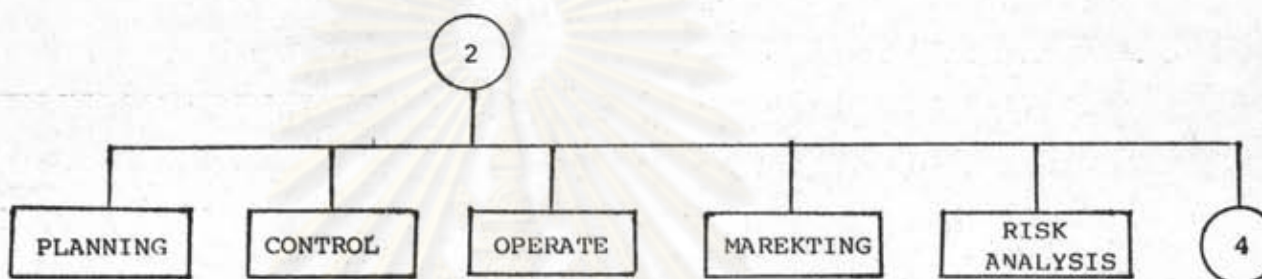 2
PLANNING
CONTROL
OPERATE
MAREKTING
RISK
ANALYSIS
4